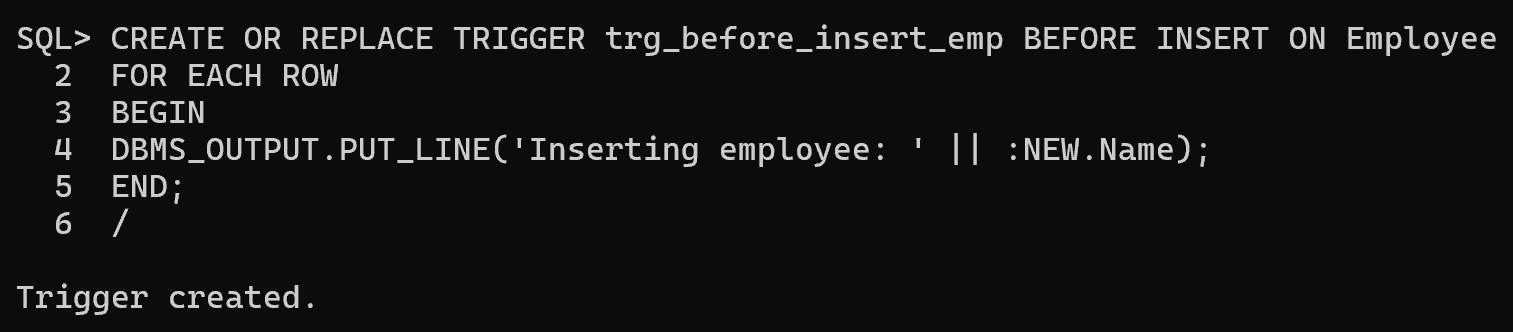 SQL> CREATE OR REPLACE TRIGGER trg_before_insert_emp BEFORE INSERT ON Employee
  2  FOR EACH ROW
  3  BEGIN
  4  DBMS_OUTPUT.PUT_LINE('Inserting employee: ' || :NEW.Name);
  5  END;
  6  /
Trigger created.